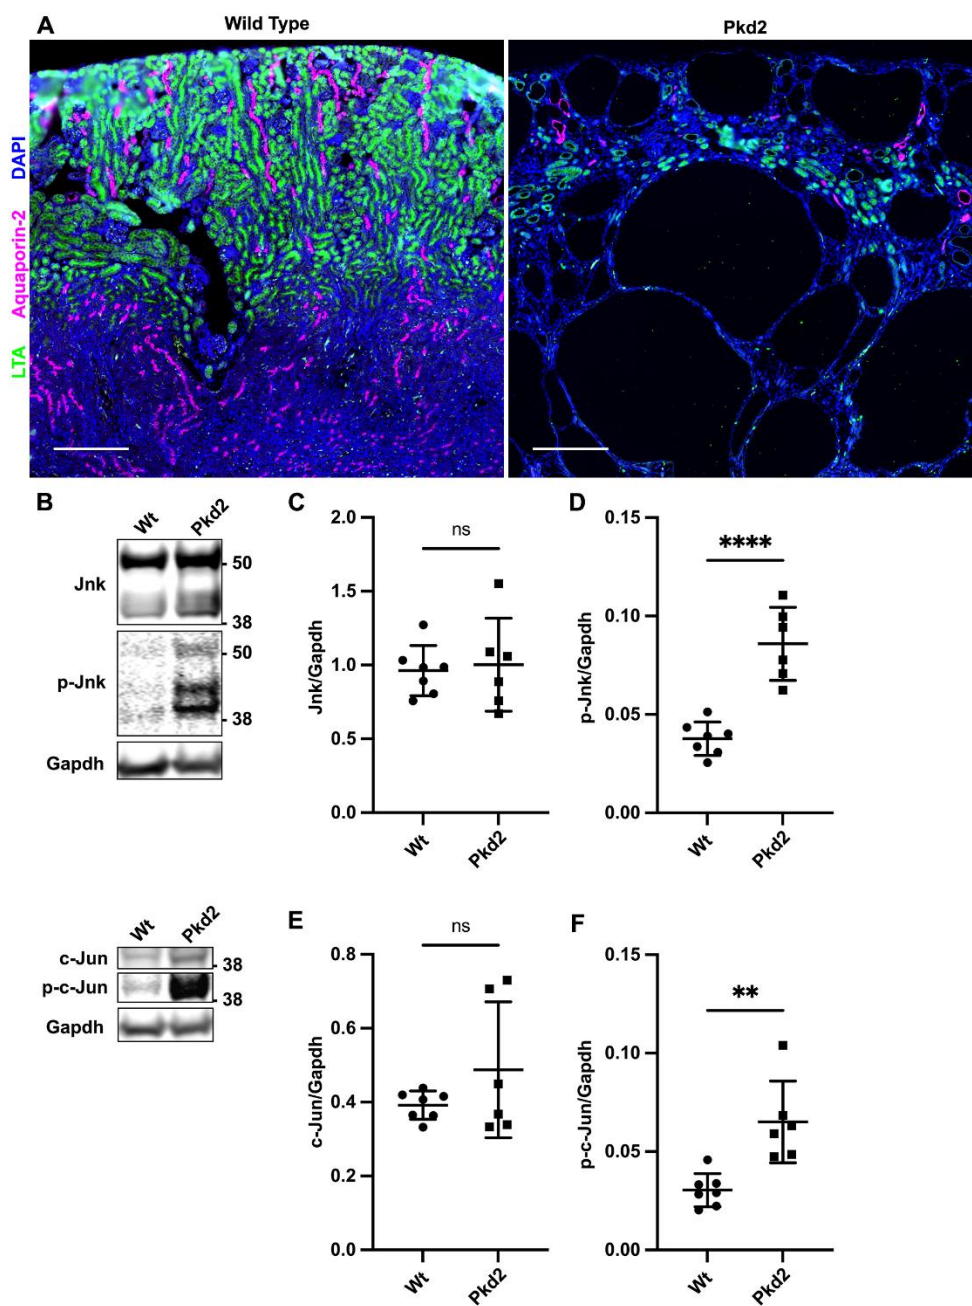 A
Wild Type
Pkd2
LTA Aquaporin-2 DAPI
B
Wt Pkd2
Jnk
50
38
p-Jnk
50
38
Gapdh
C
2.0
ns
1.5
1.0
0.5
0.0
Jnk/Gapdh
Wt Pkd2
D
0.15
****
0.10
0.05
0.00
p-Jnk/Gapdh
Wt Pkd2
Wt Pkd2
c-Jun
38
p-c-Jun
38
Gapdh
E
0.8
ns
0.6
0.4
0.2
0.0
c-Jun/Gapdh
Wt Pkd2
F
0.15
**
0.10
0.05
0.00
p-c-Jun/Gapdh
Wt Pkd2